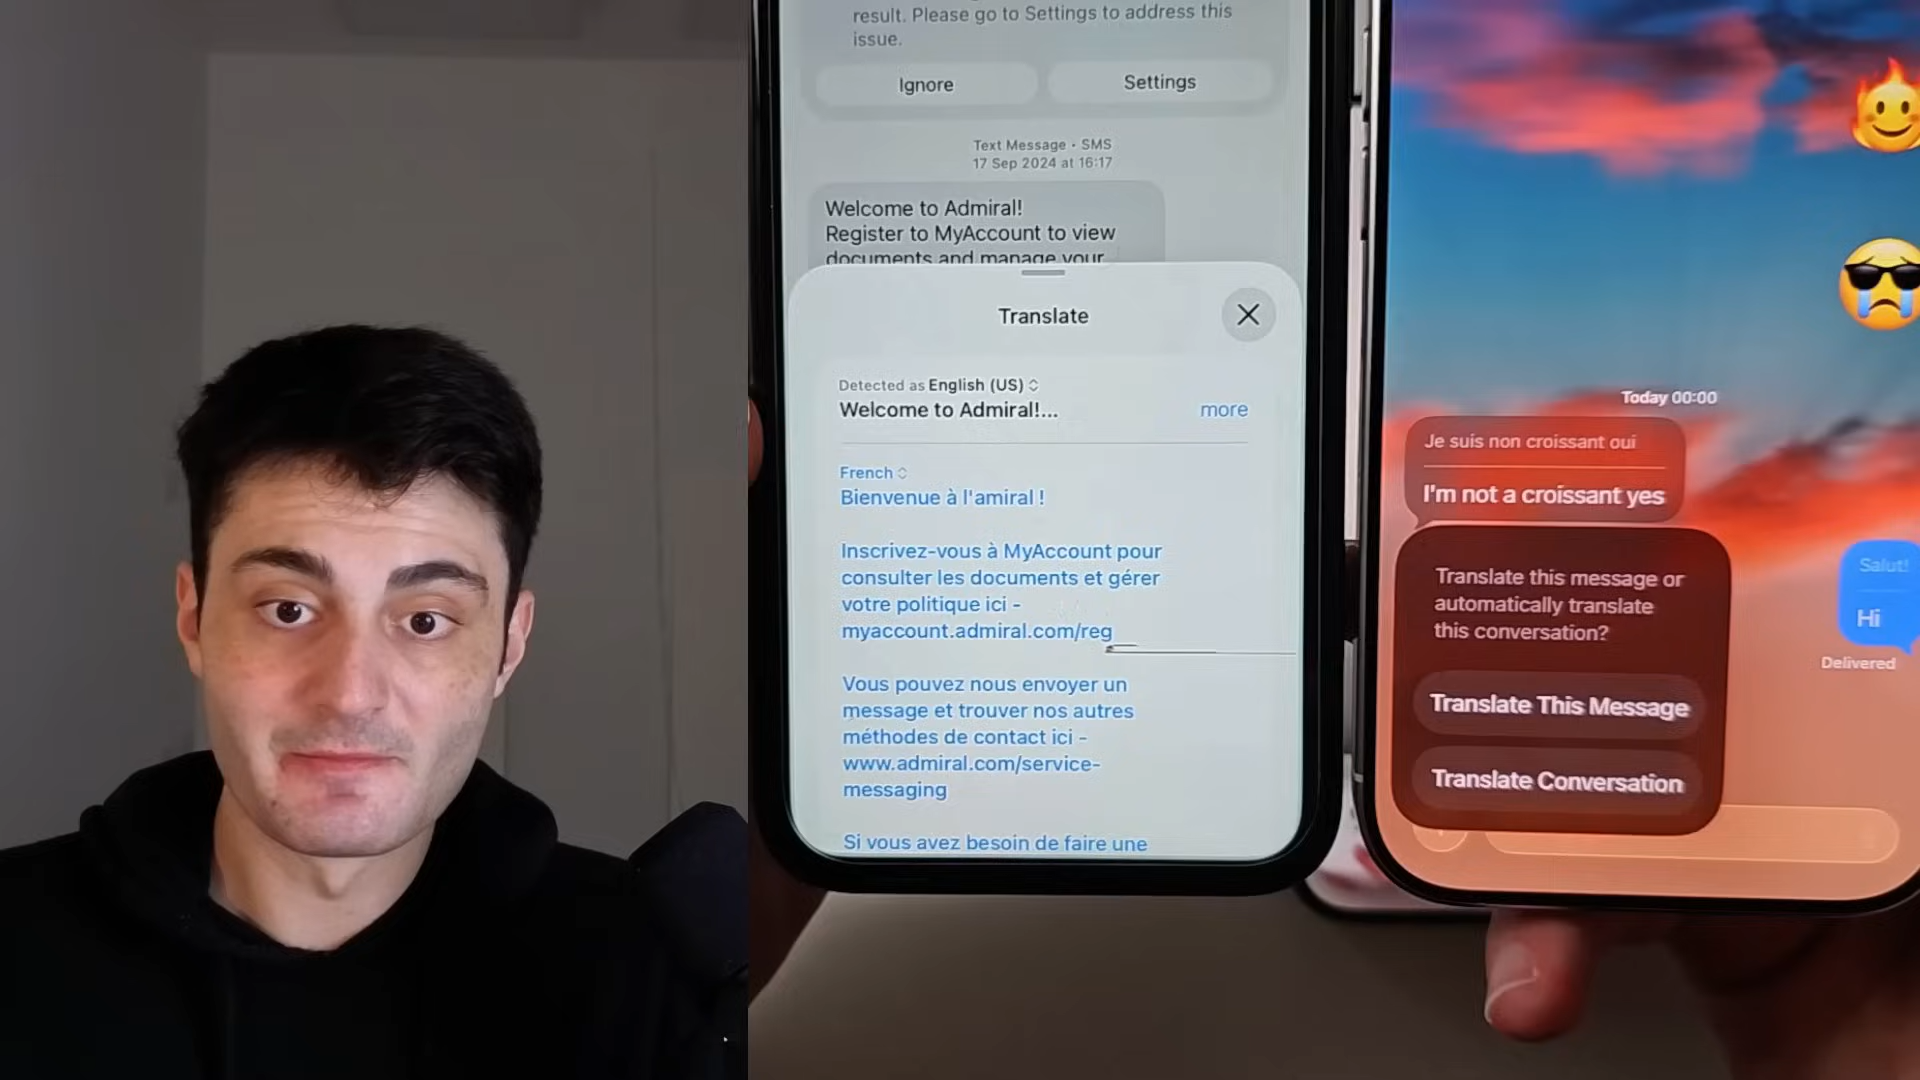 result. Please go to Settings to address this
issue.
Ignore
Settings
Text Message • SMS
17 Sep 2024 at 16:17
Welcome to Admiral!
Register to MyAccount to view
documents and manage your
Translate
Detected as English (US)
Welcome to Admiral!...
more
French
Bienvenue à l'amiral !
Inscrivez-vous à MyAccount pour
consulter les documents et gérer
votre politique ici -
myaccount.admiral.com/reg
Vous pouvez nous envoyer un
message et trouver nos autres
méthodes de contact ici -
www.admiral.com/service-
messaging
Si vous avez besoin de faire une
Today 00:00
Je suis non croissant oui
I'm not a croissant yes
Translate this message or
automatically translate
this conversation?
Translate This Message
Translate Conversation
Salut!
Hi
Delivered